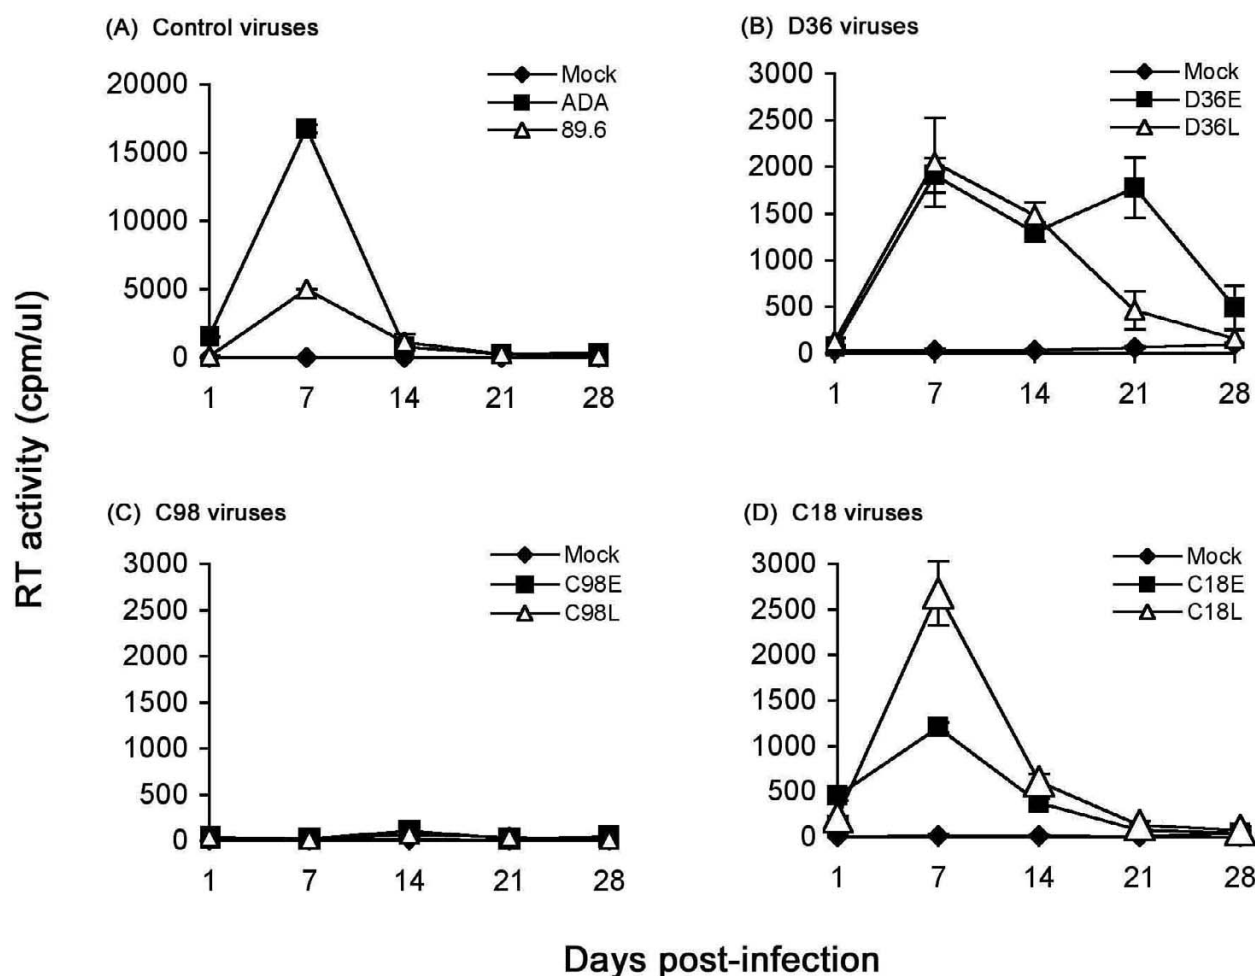 (A) Control viruses
20000
15000
10000
5000
0
1 7 14 21 28
Mock
ADA
89.6
(B) D36 viruses
3000
2500
2000
1500
1000
500
0
1 7 14 21 28
Mock
D36E
D36L
(C) C98 viruses
3000
2500
2000
1500
1000
500
0
1 7 14 21 28
Mock
C98E
C98L
(D) C18 viruses
3000
2500
2000
1500
1000
500
0
1 7 14 21 28
Mock
C18E
C18L
RT activity (cpm/ul)
Days post-infection